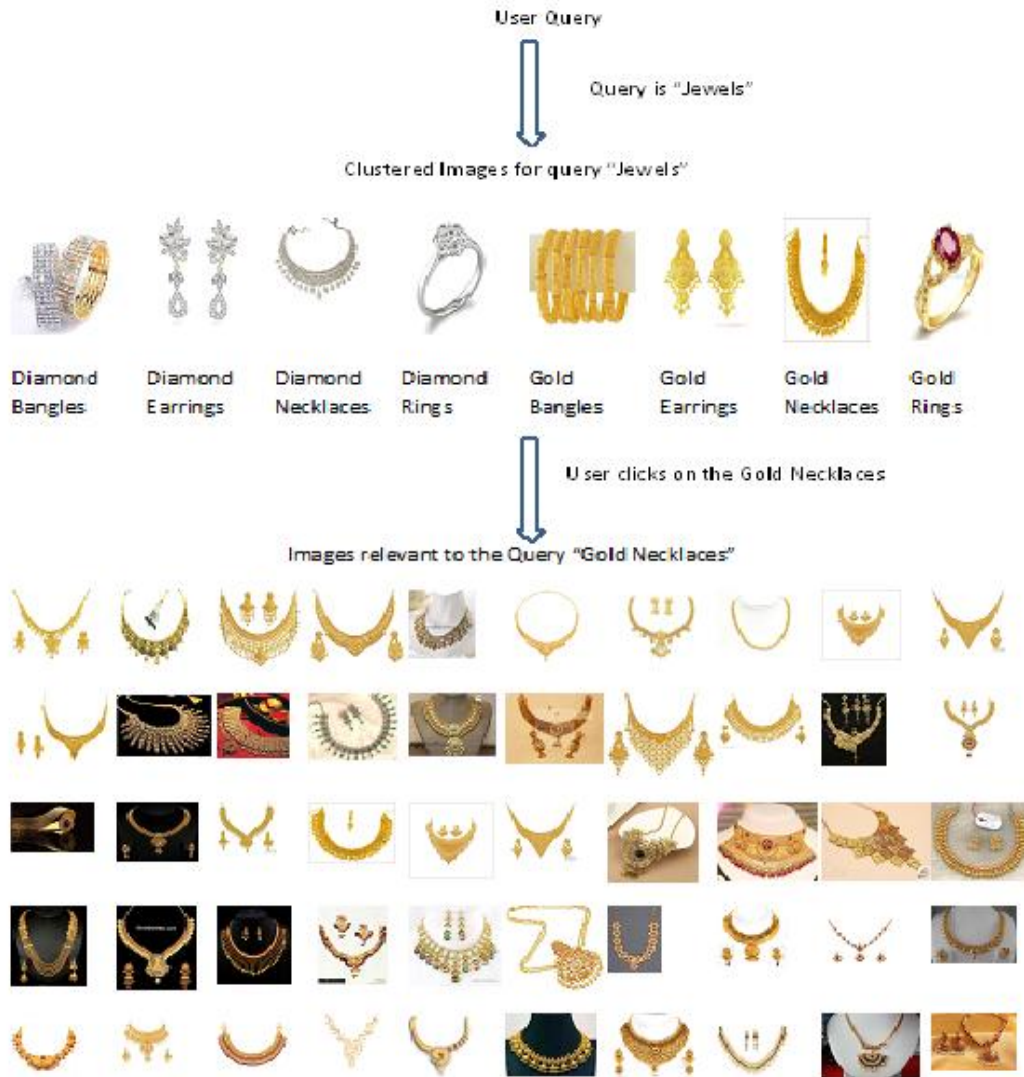 User Query
Query is "Jewels"
Clustered Images for query "Jewels"
Diamond Bangles
Diamond Earrings
Diamond Necklaces
Diamond Rings
Gold Bangles
Gold Earrings
Gold Necklaces
Gold Rings
User clicks on the Gold Necklaces
Images relevant to the Query "Gold Necklaces"